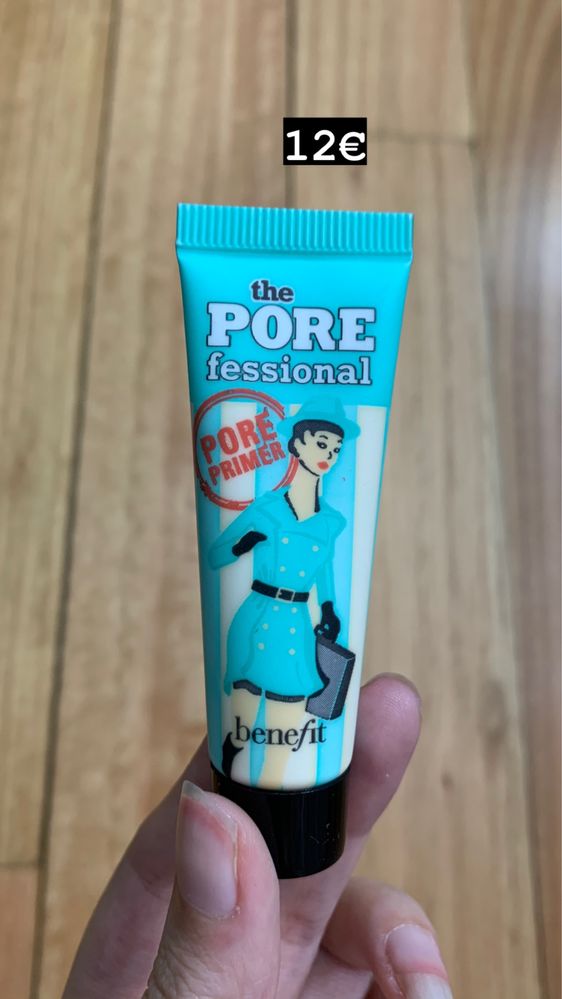 12€
the
PORE
fessional
PORE
PRIMER
benefit